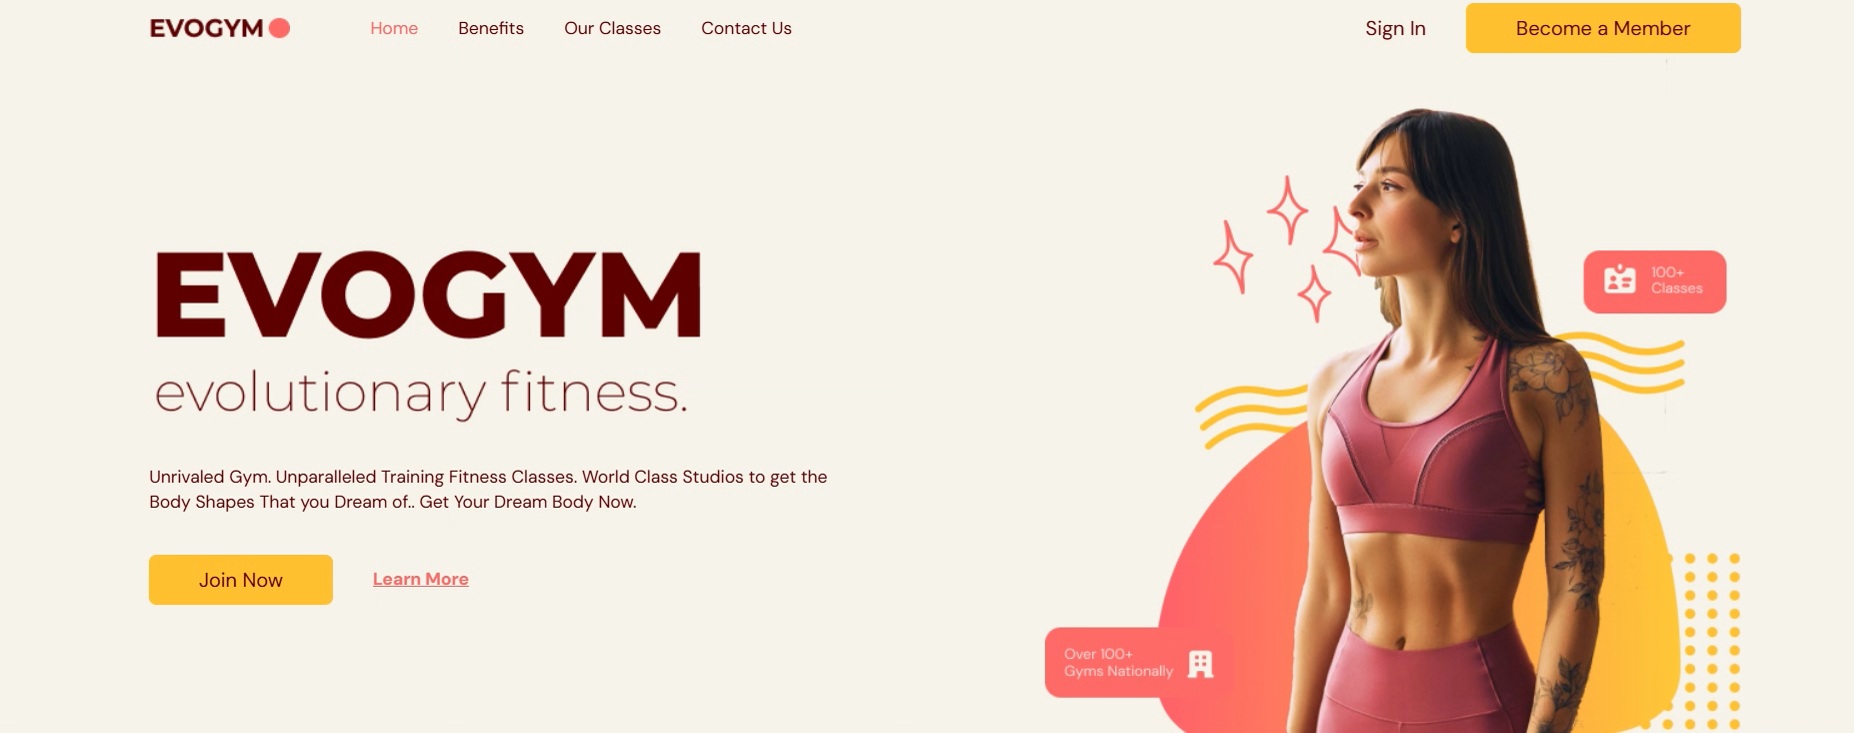 EVOGYM
Home
Benefits
Our Classes
Contact Us
Sign In
Become a Member
EVOGYM
evolutionary fitness.
Unrivaled Gym. Unparalleled Training Fitness Classes. World Class Studios to get the
Body Shapes That you Dream of.. Get Your Dream Body Now.
Join Now
Learn More
100+
Classes
Over 100+
Gyms Nationally